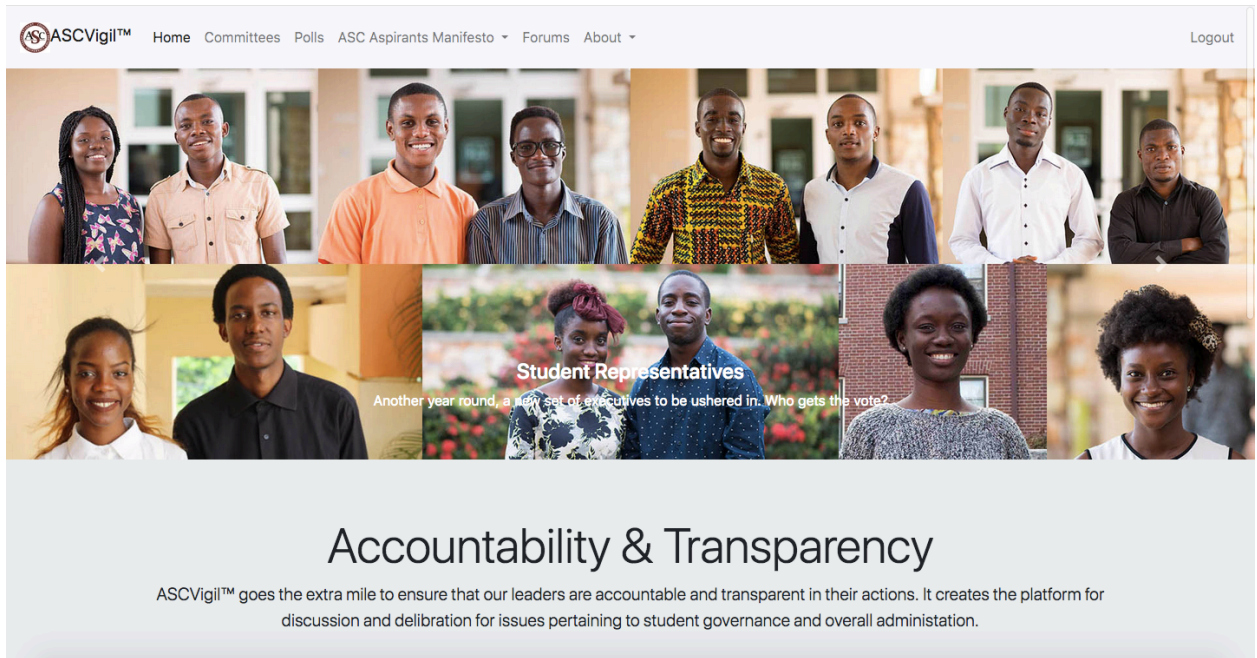 ASC
ASCVigil™ Home Committees Polls ASC Aspirants Manifesto Forums About Logout
Student Representatives
Another year round, a new set of executives to be ushered in. Who gets the vote?
Accountability & Transparency
ASCVigil™ goes the extra mile to ensure that our leaders are accountable and transparent in their actions. It creates the platform for
discussion and delibration for issues pertaining to student governance and overall administation.